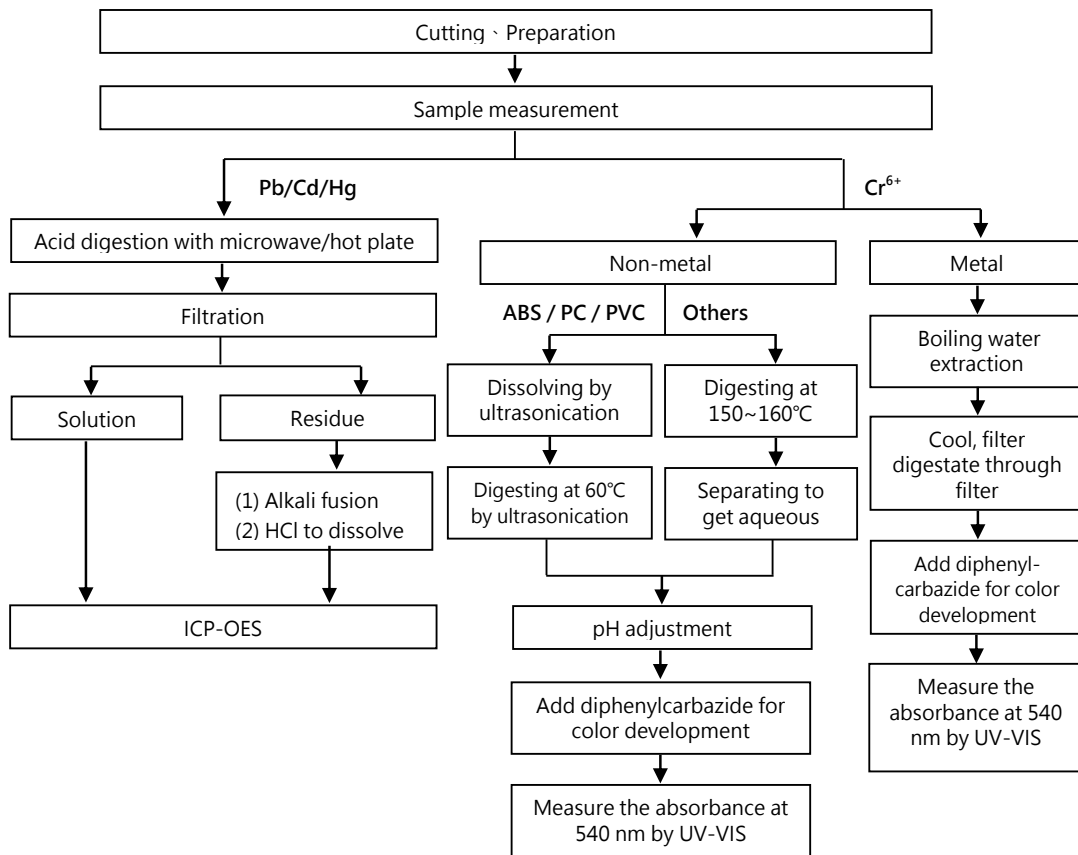 Cutting、Preparation
Sample measurement
Pb/Cd/Hg
Cr⁶⁺
Acid digestion with microwave/hot plate
Filtration
Solution
Residue
(1) Alkali fusion
(2) HCl to dissolve
ICP-OES
Non-metal
ABS / PC / PVC
Others
Dissolving by
ultrasonication
Digesting at 60℃
by ultrasonication
Digesting at
150~160℃
Separating to
get aqueous
pH adjustment
Add diphenylcarbazide for
color development
Measure the absorbance at
540 nm by UV-VIS
Metal
Boiling water
extraction
Cool, filter
digestate through
filter
Add diphenyl-
carbazide for color
development
Measure the
absorbance at 540
nm by UV-VIS